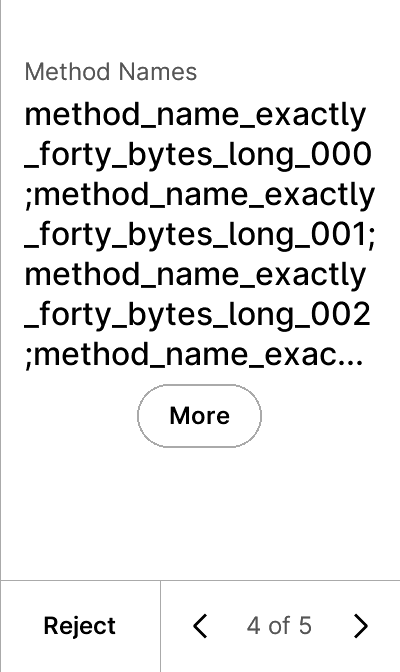 Method Names
method_name_exactly
_forty_bytes_long_000
;method_name_exactly
_forty_bytes_long_001;
method_name_exactly
_forty_bytes_long_002
;method_name_exac...
More
Reject
4 of 5